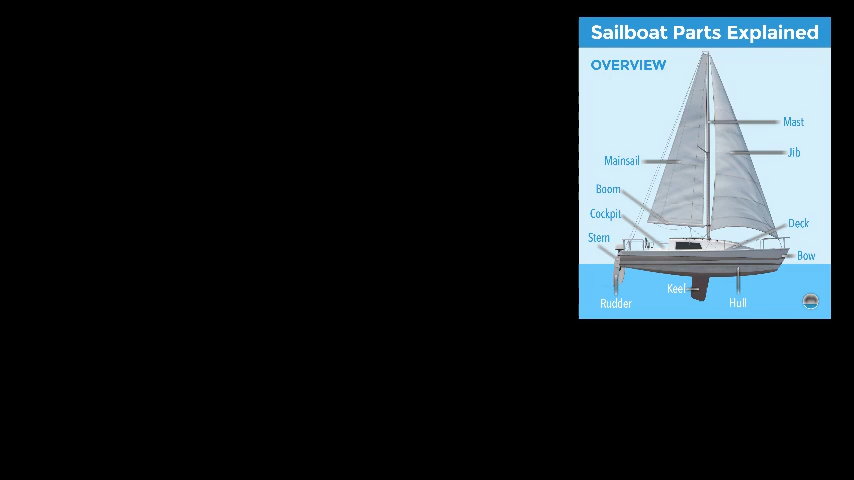 Sailboat Parts Explained
OVERVIEW
Mast
Jib
Mainsail
Boom
Cockpit
Deck
Stern
Bow
Keel
Rudder
Hull